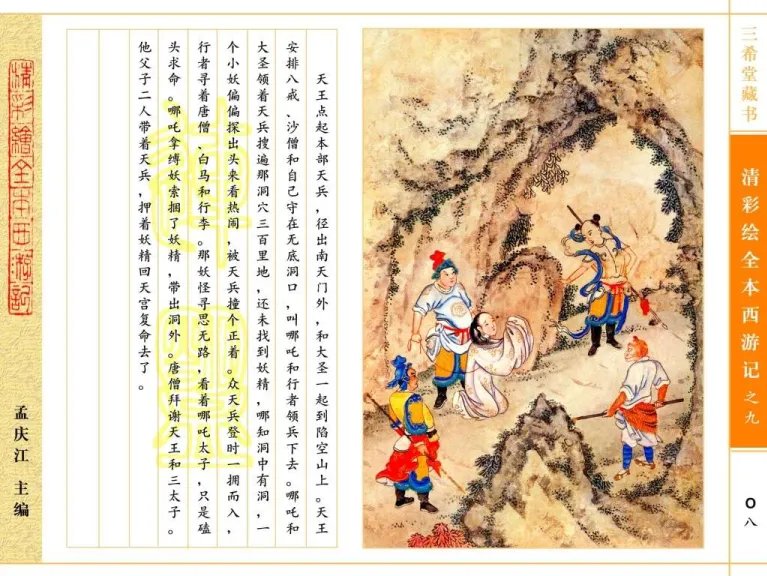 三希堂藏书
清彩绘全本西游记之九
〇八
天王点起本部天兵，径出南天门外，和大圣一起到陷空山上。天王
安排八戒、沙僧和自己守在无底洞口，叫哪吒和行者领兵下去。哪吒和
大圣领着天兵搜遍那洞穴三百里地，还未找到妖精，哪知洞中有洞，一
个小妖偏偏探出头来看热闹，被天兵撞个正着。众天兵登时一拥而入，
行者寻着唐僧、白马和行李。那妖怪寻思无路，看着哪吒太子，只是磕
头求命。哪吒拿缚妖索捆了妖精，带出洞外。唐僧拜谢天王和三太子。
他父子二人带着天兵，押着妖精回天宫复命去了。
清彩绘全本西游记
孟庆江 主编